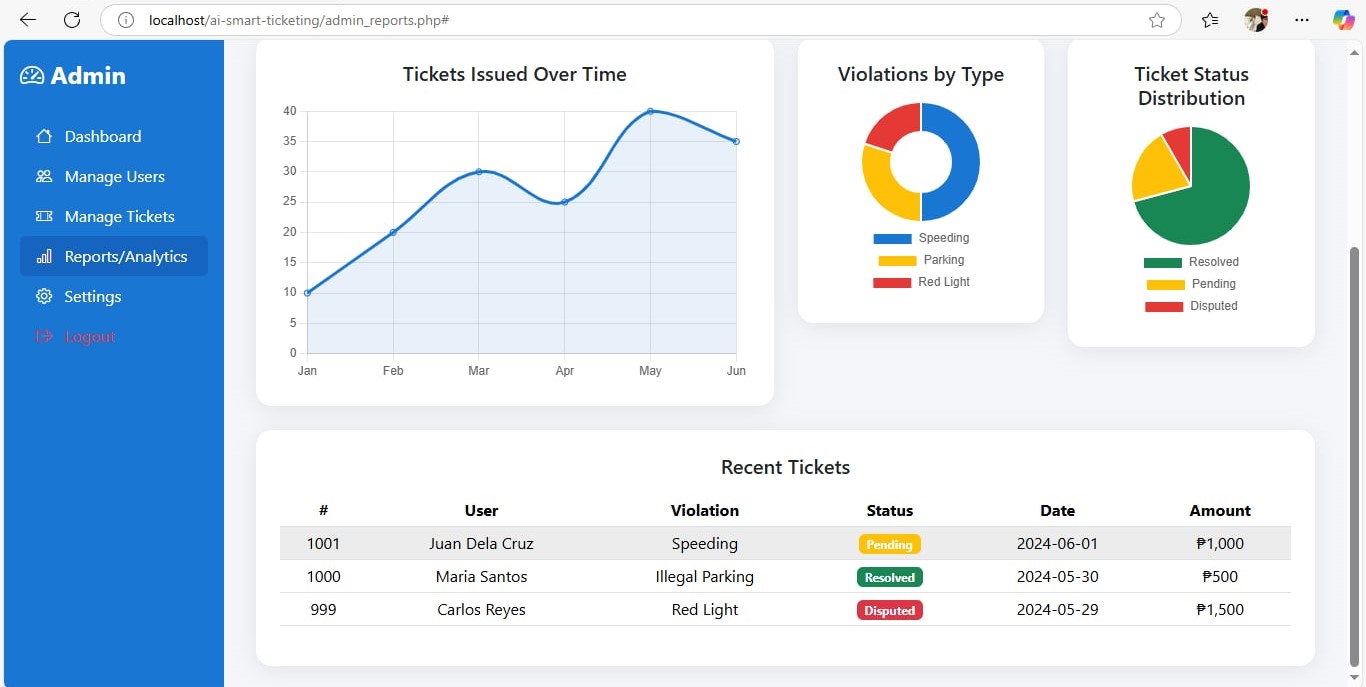 localhost/ai-smart-ticketing/admin_reports.php#
Admin
Dashboard
Manage Users
Manage Tickets
Reports/Analytics
Settings
Logout
Tickets Issued Over Time
40
35
30
25
20
15
10
5
0
Jan Feb Mar Apr May Jun
Violations by Type
Speeding
Parking
Red Light
Ticket Status
Distribution
Resolved
Pending
Disputed
Recent Tickets
# User Violation Status Date Amount
1001 Juan Dela Cruz Speeding Pending 2024-06-01 ₱1,000
1000 Maria Santos Illegal Parking Resolved 2024-05-30 ₱500
999 Carlos Reyes Red Light Disputed 2024-05-29 ₱1,500